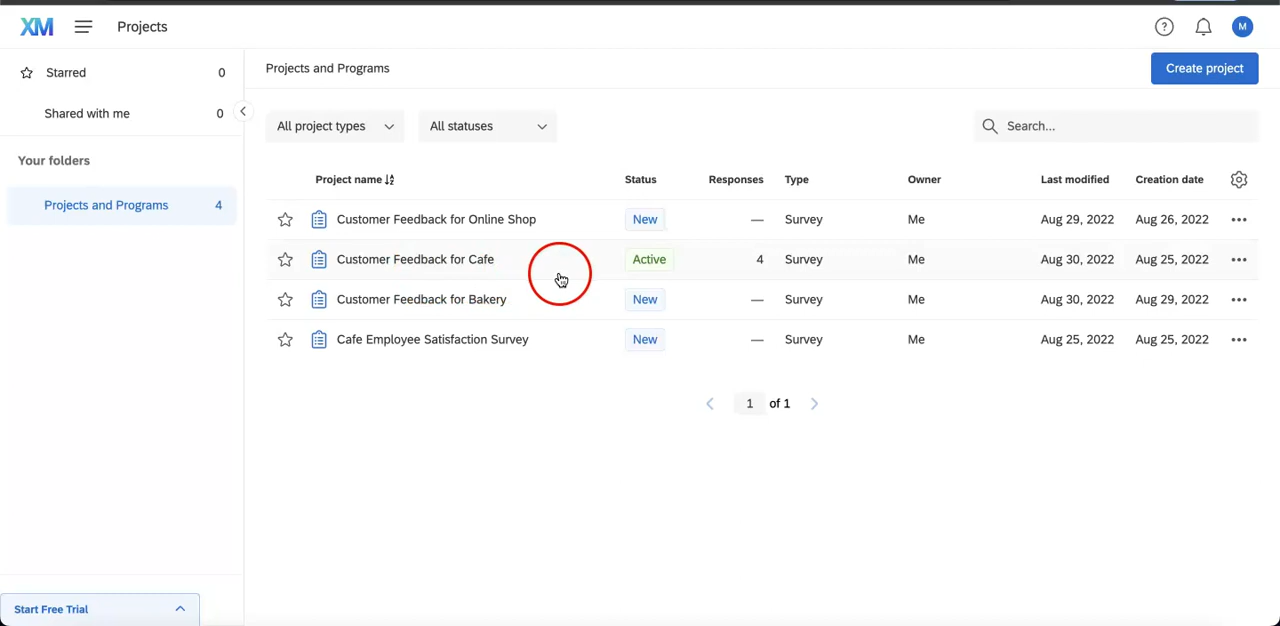 XM Projects M
Starred 0
Shared with me 0
Your folders
Projects and Programs 4
Start Free Trial
Projects and Programs Create project
All project types All statuses Search...
Project name Status Responses Type Owner Last modified Creation date
Customer Feedback for Online Shop New — Survey Me Aug 29, 2022 Aug 26, 2022
Customer Feedback for Cafe Active 4 Survey Me Aug 30, 2022 Aug 25, 2022
Customer Feedback for Bakery New — Survey Me Aug 30, 2022 Aug 29, 2022
Cafe Employee Satisfaction Survey New — Survey Me Aug 25, 2022 Aug 25, 2022
1 of 1